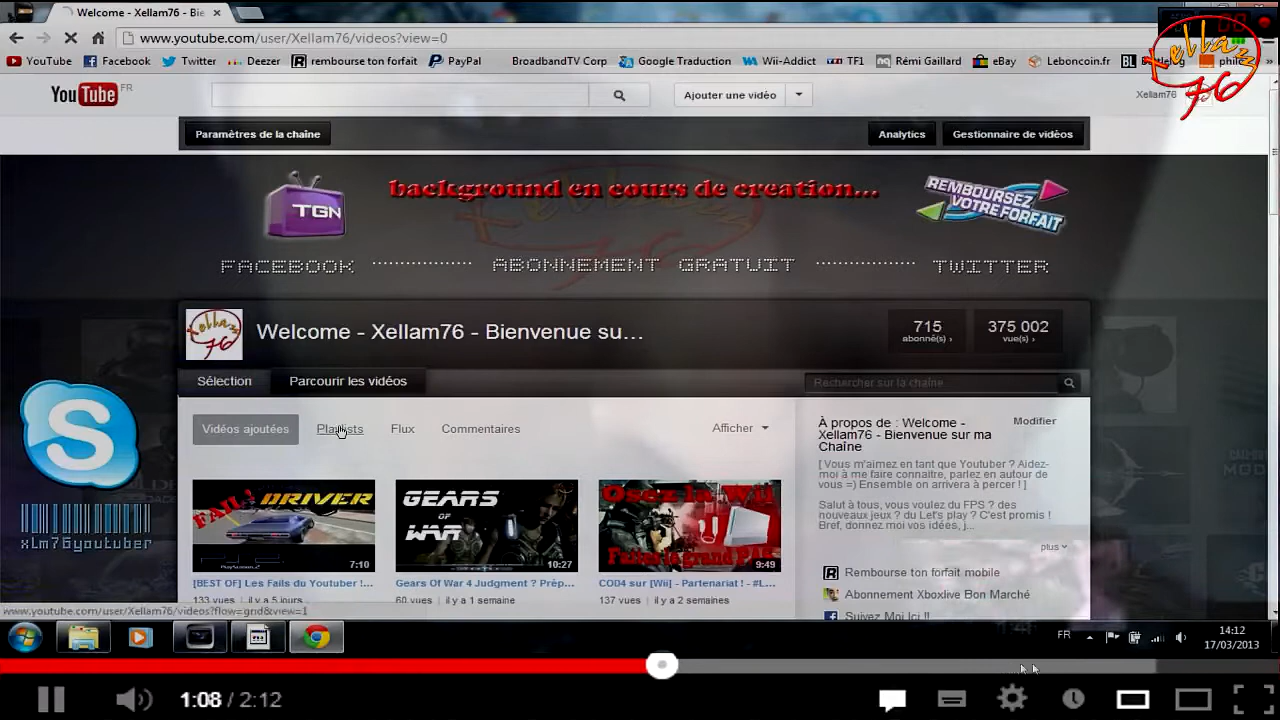 Welcome - Xellam76 - Bie
www.youtube.com/user/Xellam76/videos?view=0
YouTube Facebook Twitter Deezer rembourse ton forfait PayPal BroadbandTV Corp Google Traduction Wii-Addict TF1 Rémi Gaillard eBay Leboncoin.fr
Xellam 76
YouTube FR
Ajouter une vidéo
Xellam76
Paramètres de la chaîne
Analytics
Gestionnaire de vidéos
TGN
background en cours de creation...
REMBOURSEZ
VOTRE FORFAIT
FACEBOOK ABONNEMENT GRATUIT TWITTER
Xellam 76
Welcome - Xellam76 - Bienvenue su...
715
abonné(s) ›
375 002
vue(s) ›
Sélection
Parcourir les vidéos
Rechercher sur la chaîne
Vidéos ajoutées
Playlists
Flux
Commentaires
Afficher
À propos de : Welcome -
Xellam76 - Bienvenue sur ma
Chaîne
Modifier
[ Vous m'aimez en tant que Youtuber ? Aidez-
moi à me faire connaitre, parlez en autour de
vous =) Ensemble on arrivera à percer ! ]
Salut à tous, vous voulez du FPS ? des
nouveaux jeux ? du Let's play ? C'est promis !
Bref, donnez moi vos idées, j...
plus
S
xlm76youtuber
FAIL! DRIVER
7:10
GEARS
OF
WAR
10:27
Osez la Wii
Faites le grand PAS
9:49
[BEST OF] Les Fails du Youtuber !...
133 vues il y a 5 jours
Gears Of War 4 Judgment ? Prép...
60 vues il y a 1 semaine
COD4 sur [Wii] - Partenariat ! - #L...
137 vues il y a 2 semaines
Rembourse ton forfait mobile
Abonnement Xboxlive Bon Marché
Suivez Moi Ici !!
www.youtube.com/user/Xellam76/videos?flow=grid&view=1
FR
14:12
17/03/2013
1:08 / 2:12